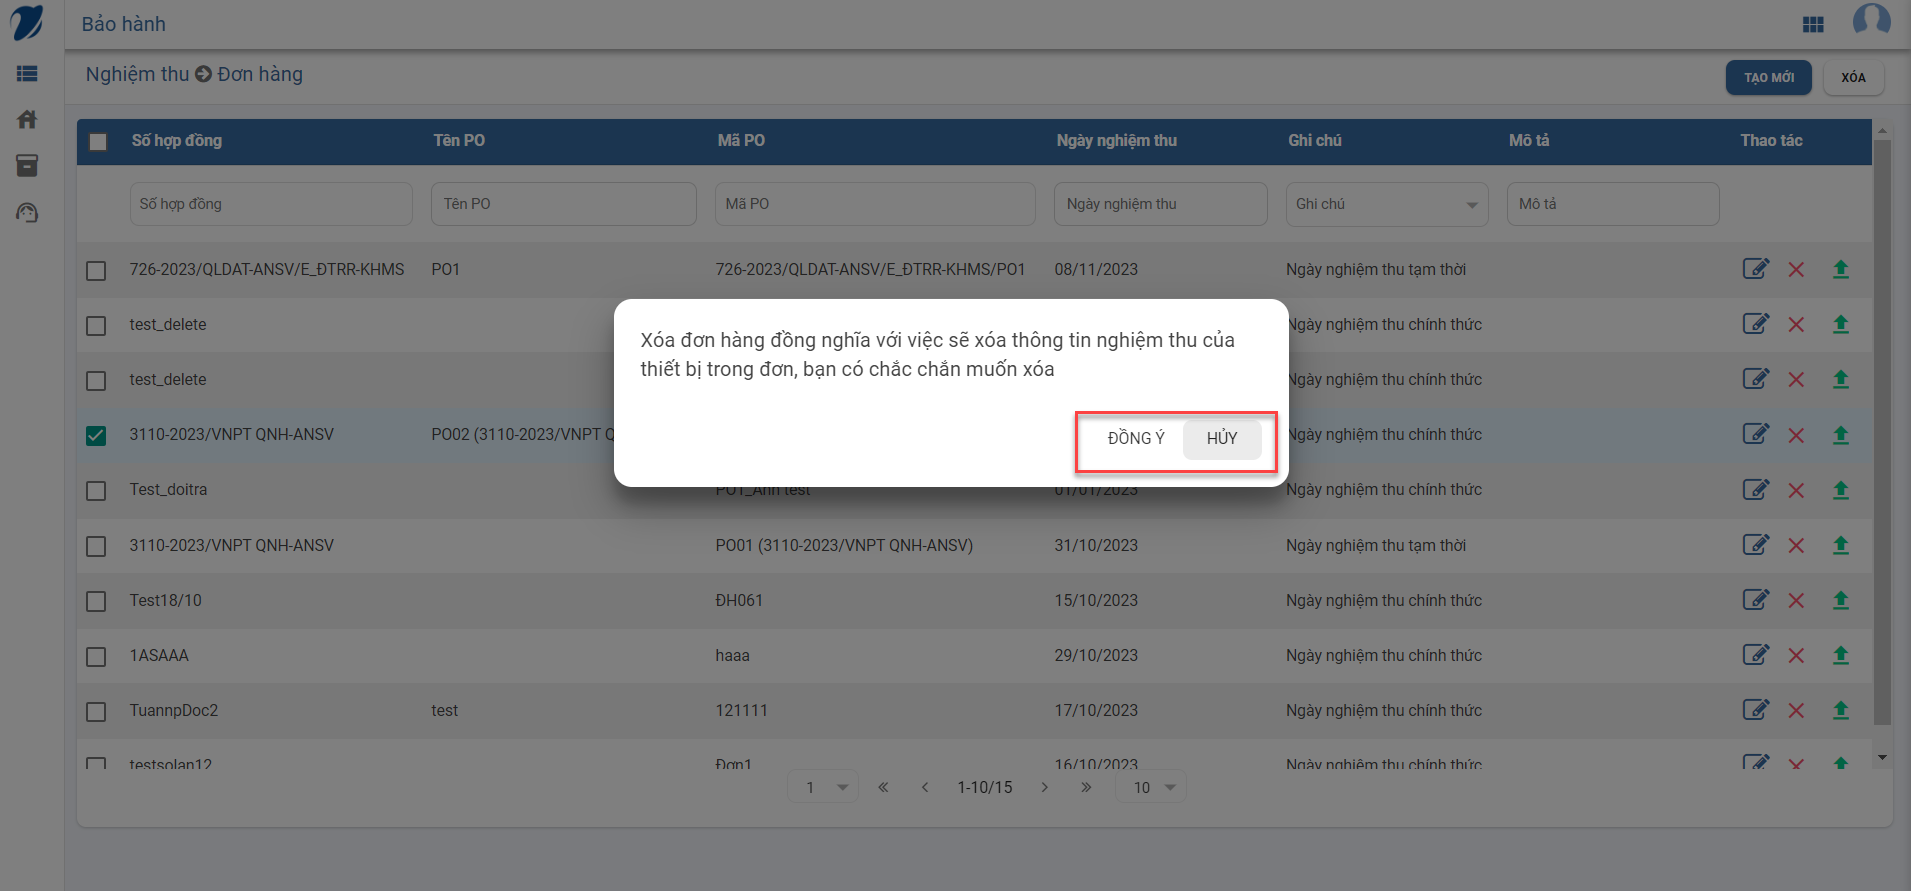 Bảo hành
Nghiệm thu Đơn hàng
TẠO MỚI XÓA
Số hợp đồng Tên PO Mã PO Ngày nghiệm thu Ghi chú Mô tả Thao tác
Số hợp đồng Tên PO Mã PO Ngày nghiệm thu Ghi chú Mô tả
726-2023/QLDAT-ANSV/E_ĐTRR-KHMS PO1 726-2023/QLDAT-ANSV/E_ĐTRR-KHMS/PO1 08/11/2023 Ngày nghiệm thu tạm thời
test_delete Ngày nghiệm thu chính thức
Xóa đơn hàng đồng nghĩa với việc sẽ xóa thông tin nghiệm thu của
thiết bị trong đơn, bạn có chắc chắn muốn xóa
test_delete Ngày nghiệm thu chính thức
3110-2023/VNPT QNH-ANSV PO02 (3110-2023/VNPT Q Ngày nghiệm thu chính thức
ĐỒNG Ý HỦY
Test_doitra PO1_Anh test 01/01/2023 Ngày nghiệm thu chính thức
3110-2023/VNPT QNH-ANSV PO01 (3110-2023/VNPT QNH-ANSV) 31/10/2023 Ngày nghiệm thu tạm thời
Test18/10 ĐH061 15/10/2023 Ngày nghiệm thu chính thức
1ASAAA haaa 29/10/2023 Ngày nghiệm thu chính thức
TuannpDoc2 test 121111 17/10/2023 Ngày nghiệm thu chính thức
testsolan12 Đơn1 16/10/2023 Ngày nghiệm thu chính thức
1 1-10/15 10